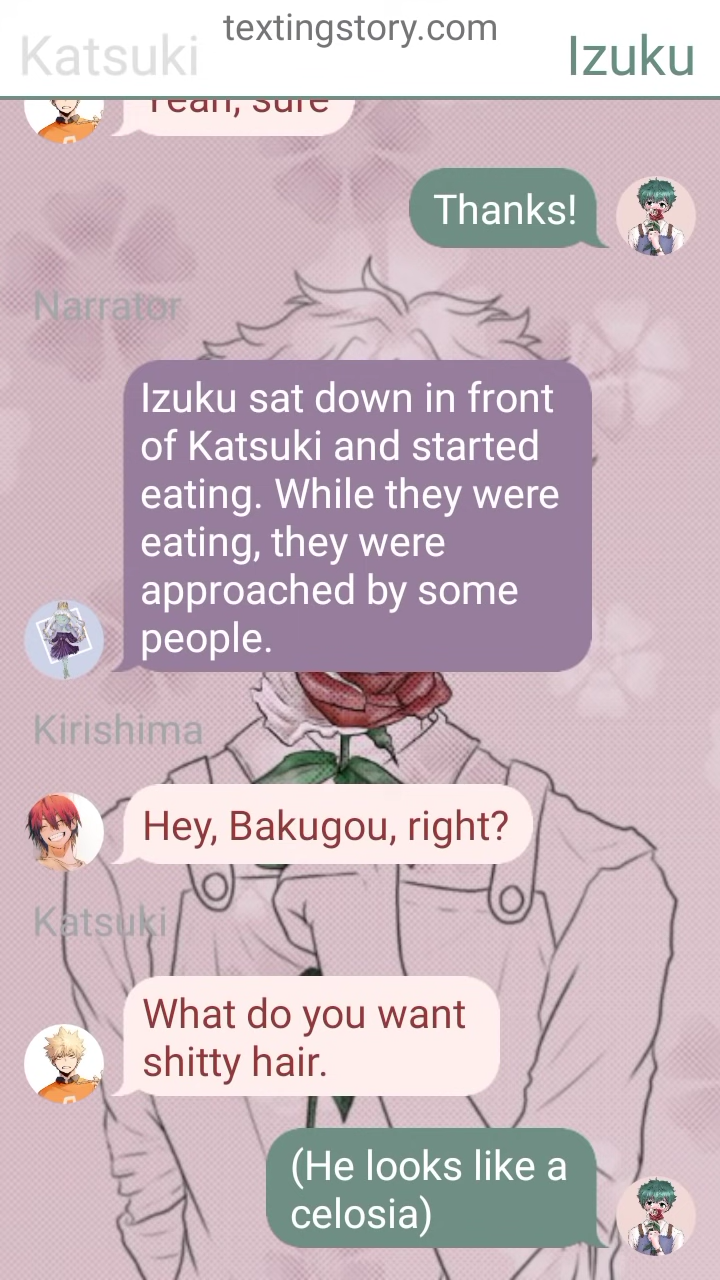 textingstory.com
Katsuki
Izuku
Yeah, sure
Thanks!
Narrator
Izuku sat down in front
of Katsuki and started
eating. While they were
eating, they were
approached by some
people.
Kirishima
Hey, Bakugou, right?
Katsuki
What do you want
shitty hair.
(He looks like a
celosia)